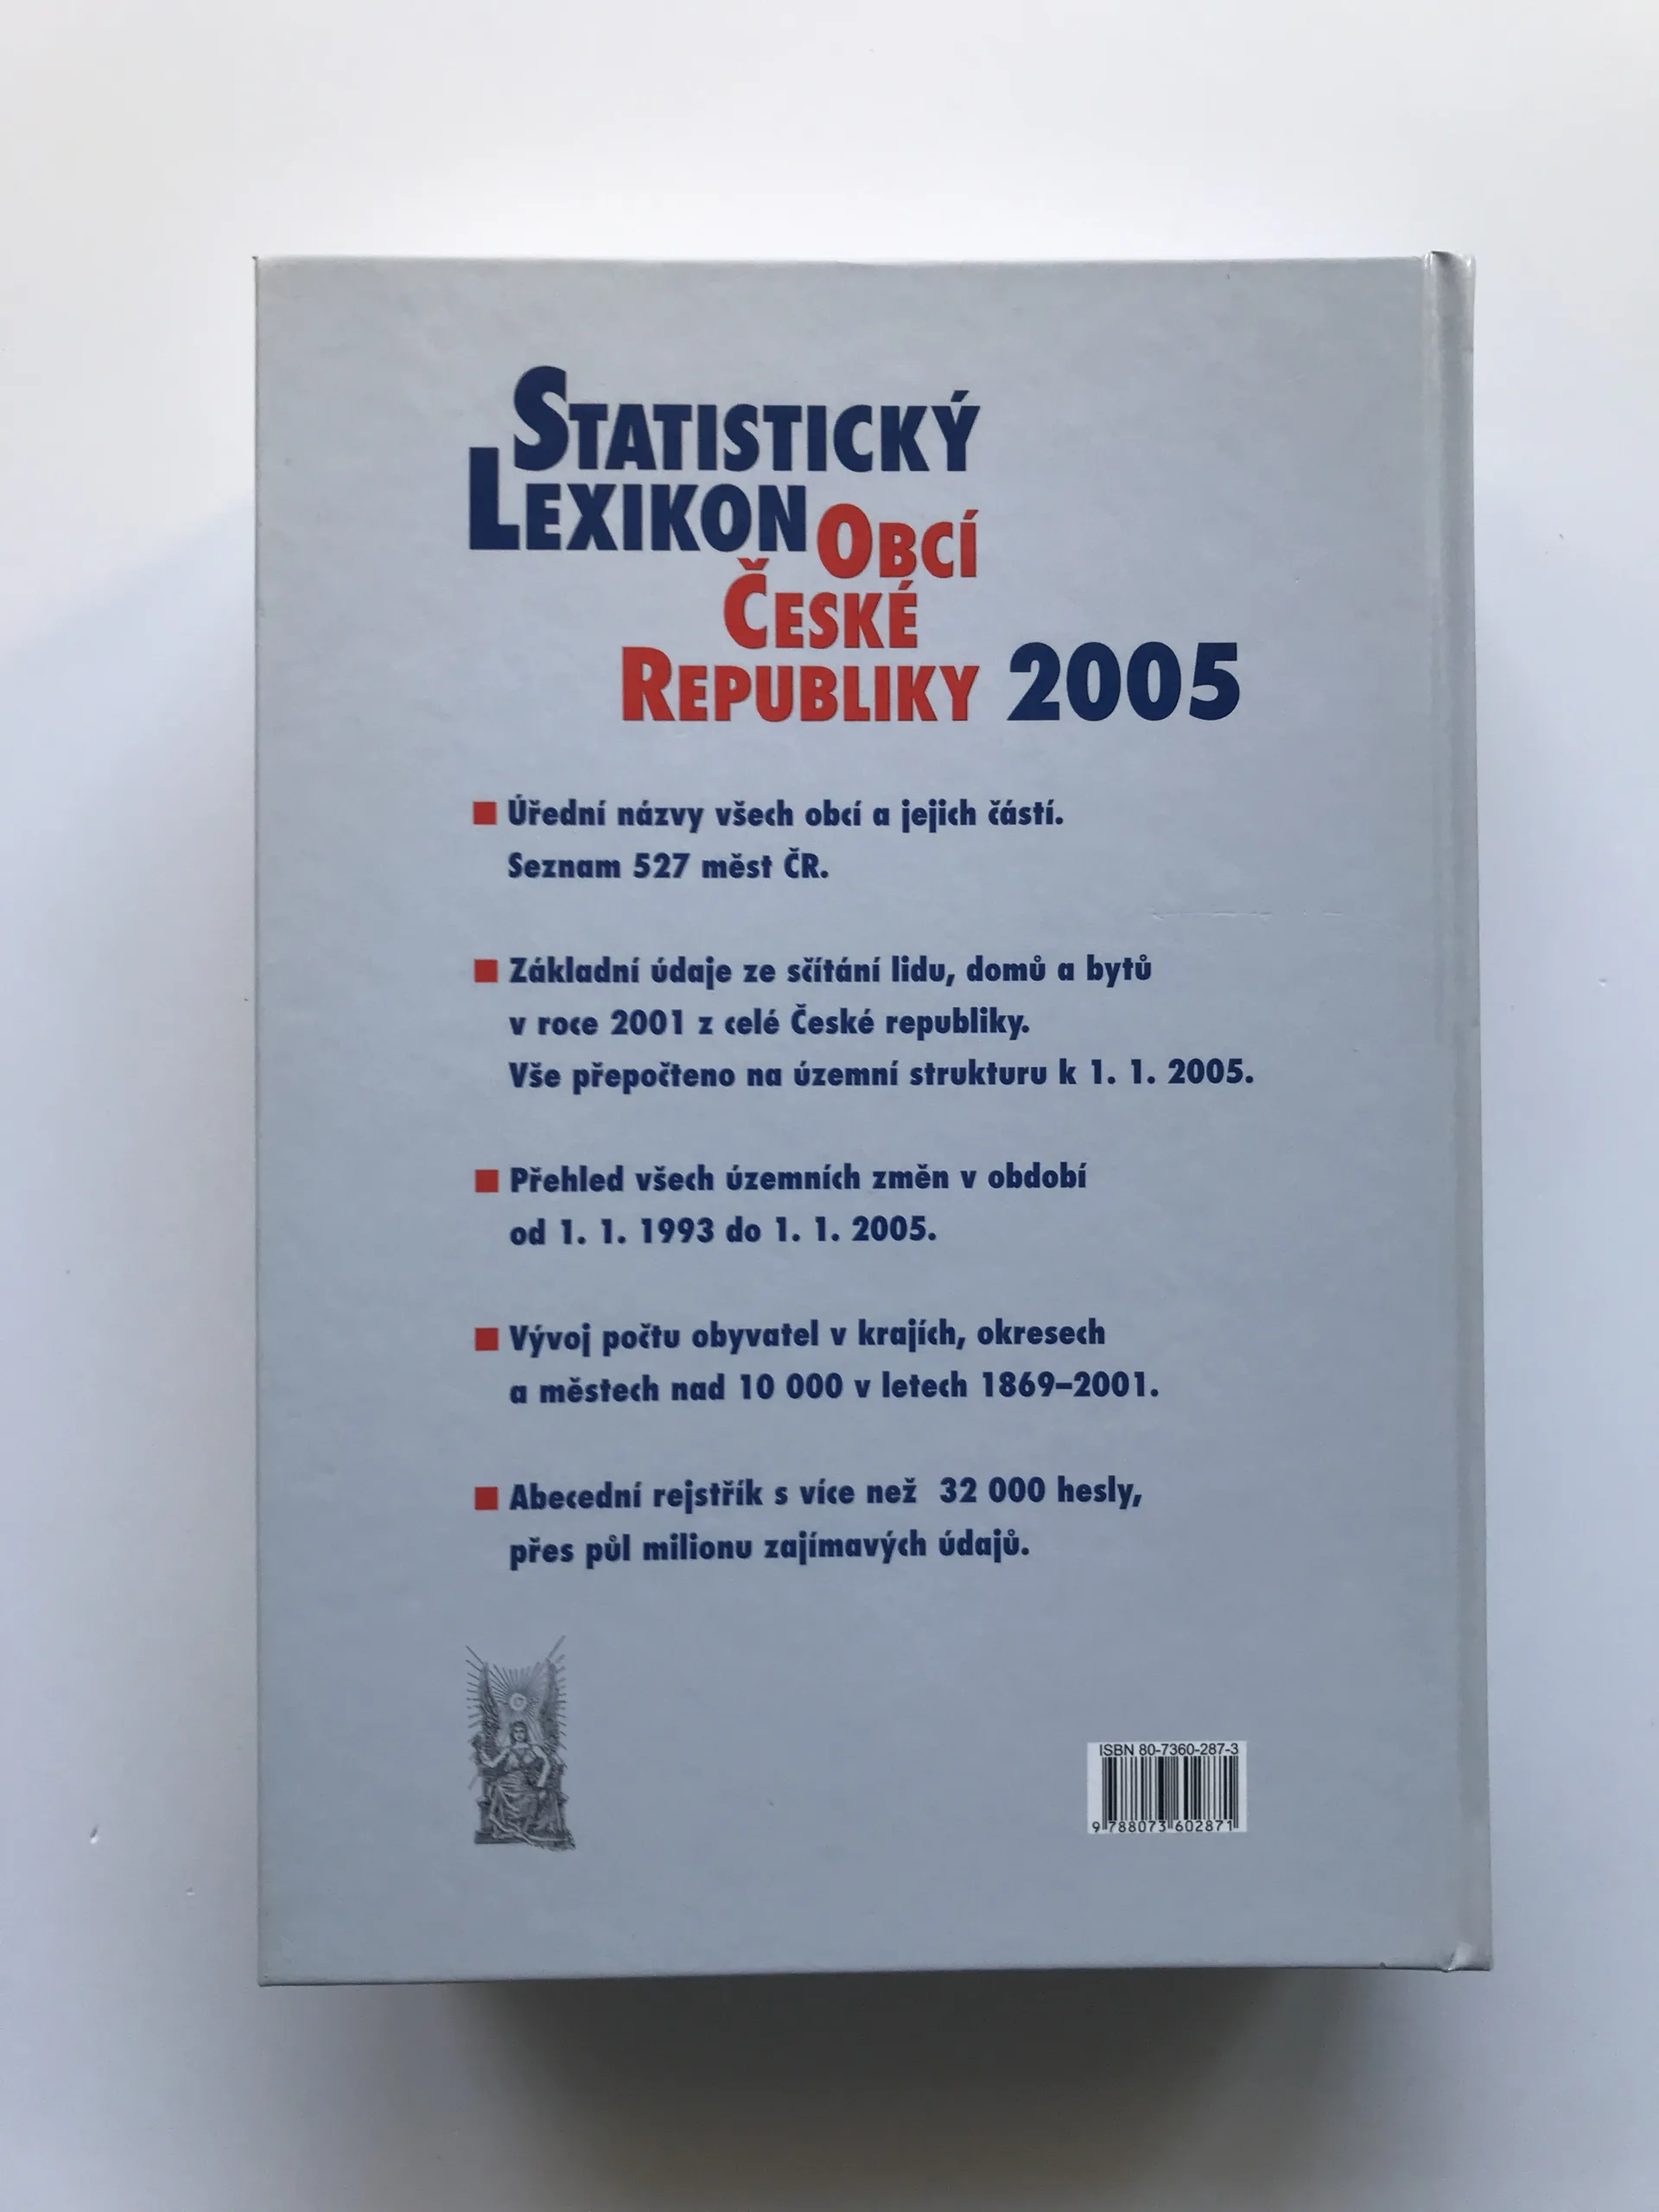 STATISTICKÝ
LEXIKON OBCÍ
ČESKÉ
REPUBLIKY 2005
Úřední názvy všech obcí a jejich částí.
Seznam 527 měst ČR.
Základní údaje ze sčítání lidu, domů a bytů
v roce 2001 z celé České republiky.
Vše přepočteno na územní strukturu k 1. 1. 2005.
Přehled všech územních změn v období
od 1. 1. 1993 do 1. 1. 2005.
Vývoj počtu obyvatel v krajích, okresech
a městech nad 10 000 v letech 1869–2001.
Abecední rejstřík s více než 32 000 hesly,
přes půl milionu zajímavých údajů.
ISBN 80-7360-287-3
9 788073 602871